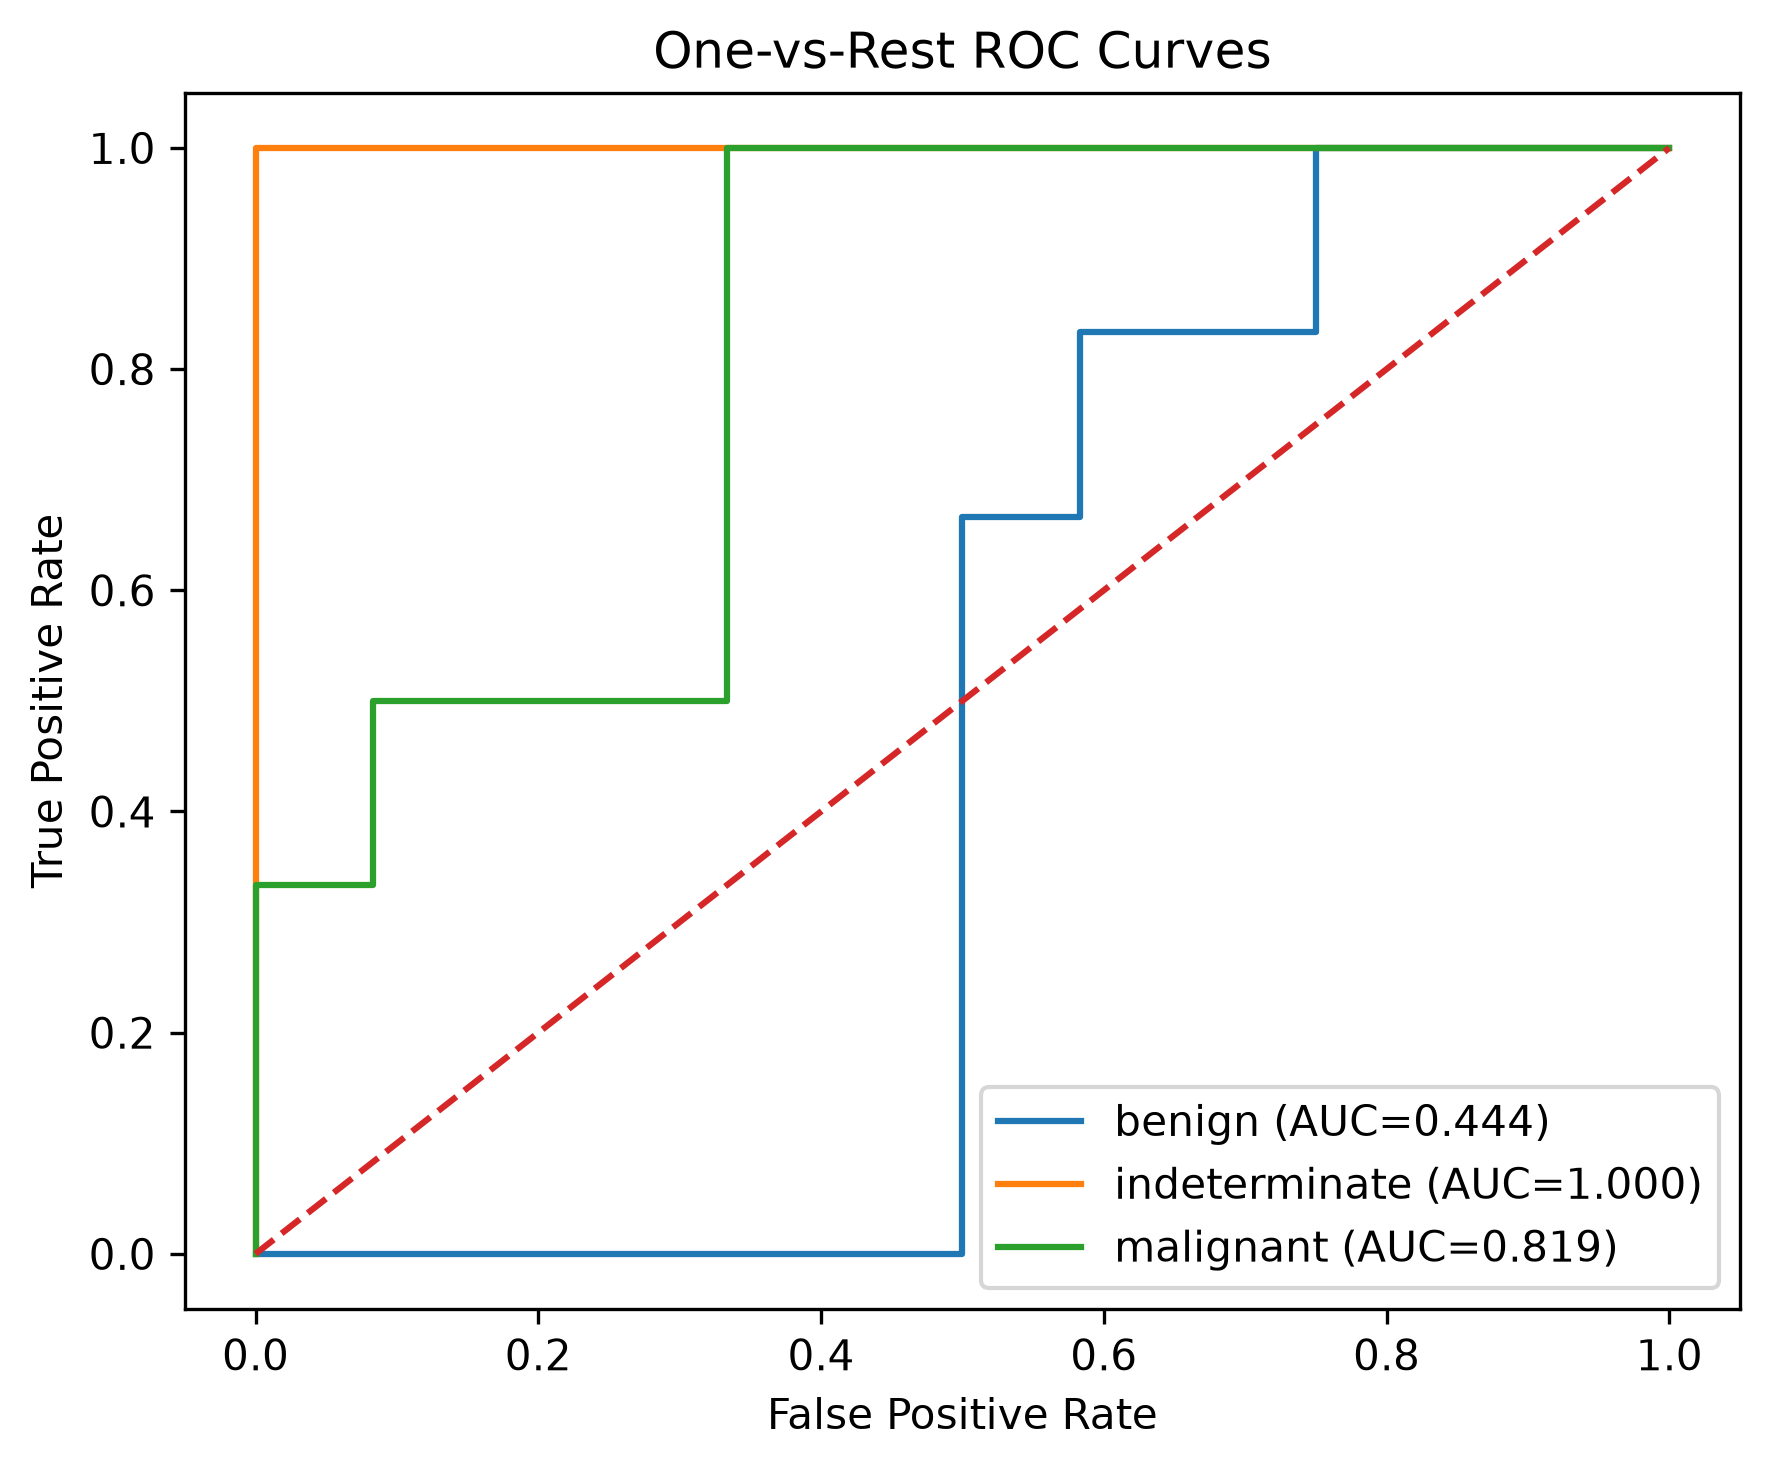 One-vs-Rest ROC Curves
True Positive Rate
1.0
0.8
0.6
0.4
0.2
0.0
benign (AUC=0.444)
indeterminate (AUC=1.000)
malignant (AUC=0.819)
0.0 0.2 0.4 0.6 0.8 1.0
False Positive Rate